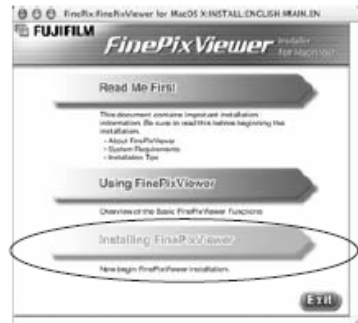 FinePix FinePixViewer for MacOS X:INSTALL:ENGLISH:MMAIN.EN
FUJIFILM
FinePixViewer Installer
for Macintosh
Read Me First
This document contains important installation
information. Be sure to read this before beginning the
installation.
- About FinePixViewer
- System Requirements
- Installation Tips
Using FinePixViewer
Overview of the Basic FinePixViewer Functions
Installing FinePixViewer
Now begin FinePixViewer installation.
Exit